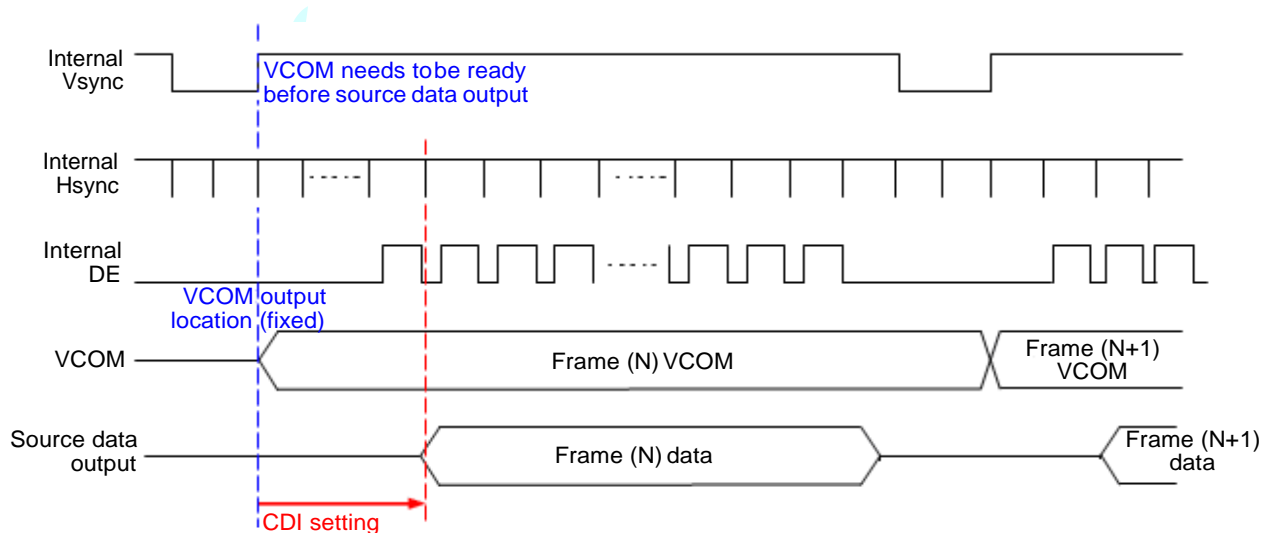 Internal
Vsync
VCOM needs tobe ready
before source data output
Internal
Hsync
Internal
DE
VCOM output
location (fixed)
VCOM
Frame (N) VCOM
Frame (N+1)
VCOM
Source data
output
Frame (N) data
Frame (N+1)
data
CDI setting